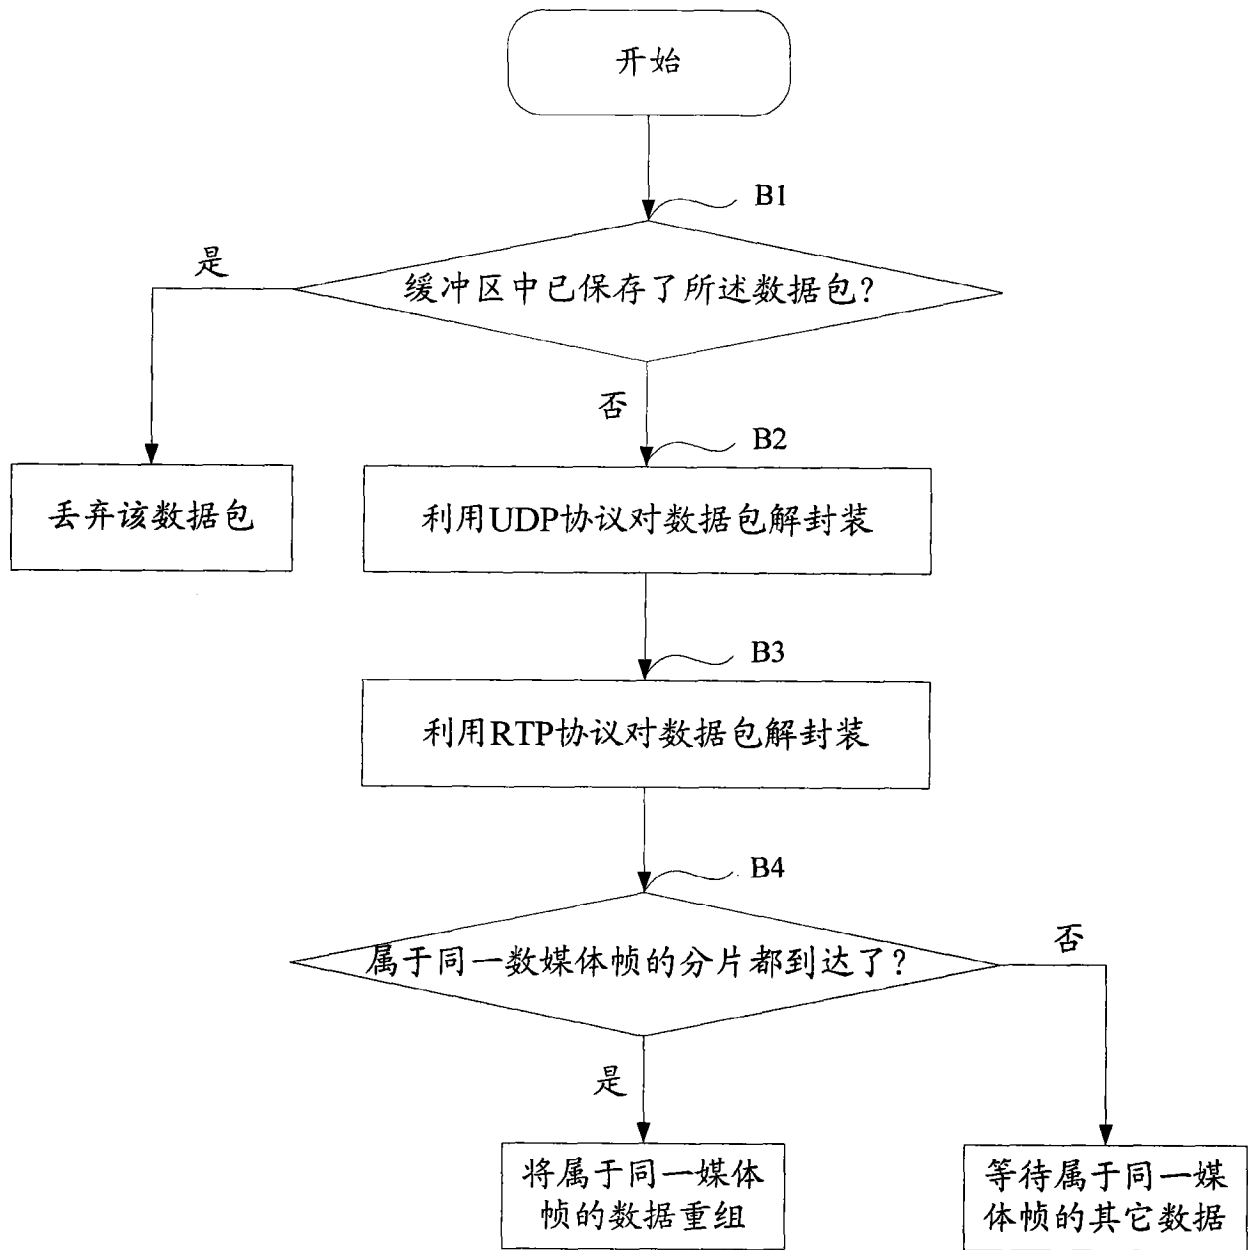 开始
B1
是
缓冲区中已保存了所述数据包?
否
B2
丢弃该数据包
利用UDP协议对数据包解封装
B3
利用RTP协议对数据包解封装
B4
属于同一数媒体帧的分片都到达了?
否
是
将属于同一媒体
帧的数据重组
等待属于同一媒
体帧的其它数据